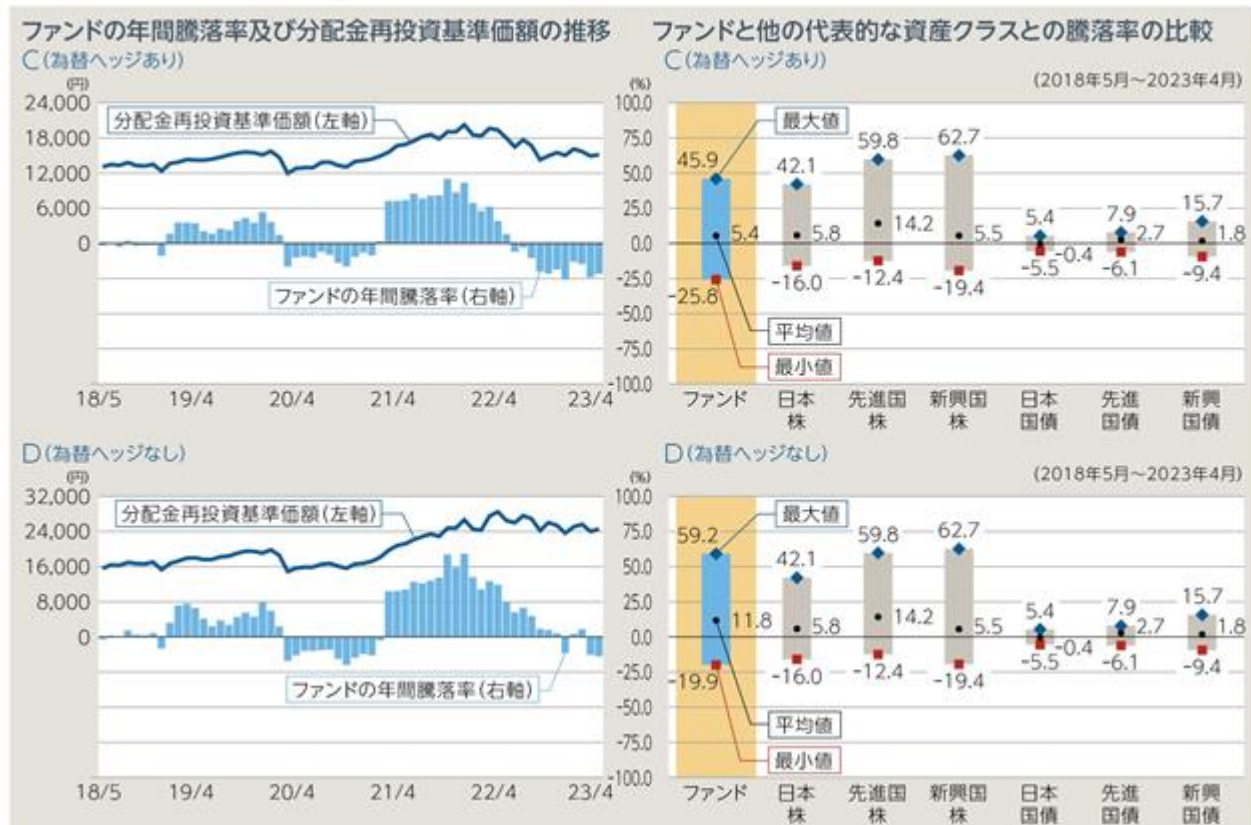 ファンドの年間騰落率及び分配金再投資基準価額の推移
C(為替ヘッジあり)
(円)
24,000
18,000
12,000
6,000
0
分配金再投資基準価額(左軸)
ファンドの年間騰落率(右軸)
18/5 19/4 20/4 21/4 22/4 23/4
ファンドと他の代表的な資産クラスとの騰落率の比較
C(為替ヘッジあり)
(2018年5月～2023年4月)
(%)
100.0
75.0
50.0
25.0
0.0
-25.0
-50.0
-75.0
-100.0
最大値
平均値
最小値
45.9 42.1 59.8 62.7 5.4 7.9 15.7
5.4 5.8 14.2 5.5 -0.4 2.7 1.8
-25.8 -16.0 -12.4 -19.4 -5.5 -6.1 -9.4
ファンド 日本株 先進国株 新興国株 日本国債 先進国債 新興国債
D(為替ヘッジなし)
(円)
32,000
24,000
16,000
8,000
0
分配金再投資基準価額(左軸)
ファンドの年間騰落率(右軸)
18/5 19/4 20/4 21/4 22/4 23/4
D(為替ヘッジなし)
(2018年5月～2023年4月)
(%)
100.0
75.0
50.0
25.0
0.0
-25.0
-50.0
-75.0
-100.0
最大値
平均値
最小値
59.2 42.1 59.8 62.7 5.4 7.9 15.7
11.8 5.8 14.2 5.5 -0.4 2.7 1.8
-19.9 -16.0 -12.4 -19.4 -5.5 -6.1 -9.4
ファンド 日本株 先進国株 新興国株 日本国債 先進国債 新興国債